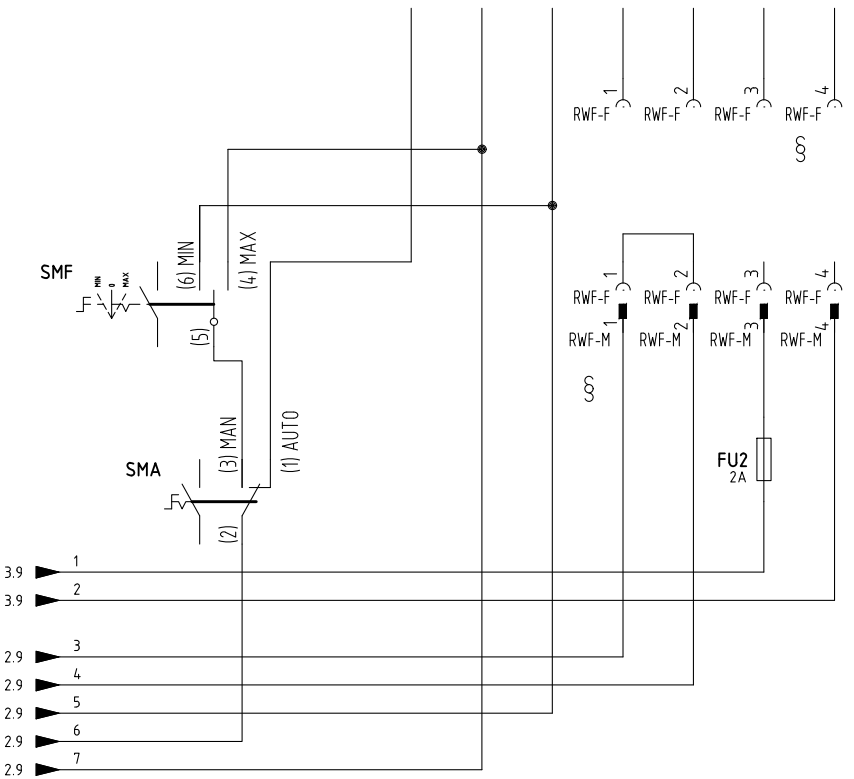 1 2 3 4
RWF-F RWF-F RWF-F RWF-F
§
(6) MIN (4) MAX
SMF
MIN 0 MAX
1 2 3 4
RWF-F RWF-F RWF-F RWF-F
1 2 3 4
RWF-M RWF-M RWF-M RWF-M
(5)
§
(3) MAN (1) AUTO
SMA
FU2
2A
(2)
3.9 1
3.9 2
2.9 3
2.9 4
2.9 5
2.9 6
2.9 7